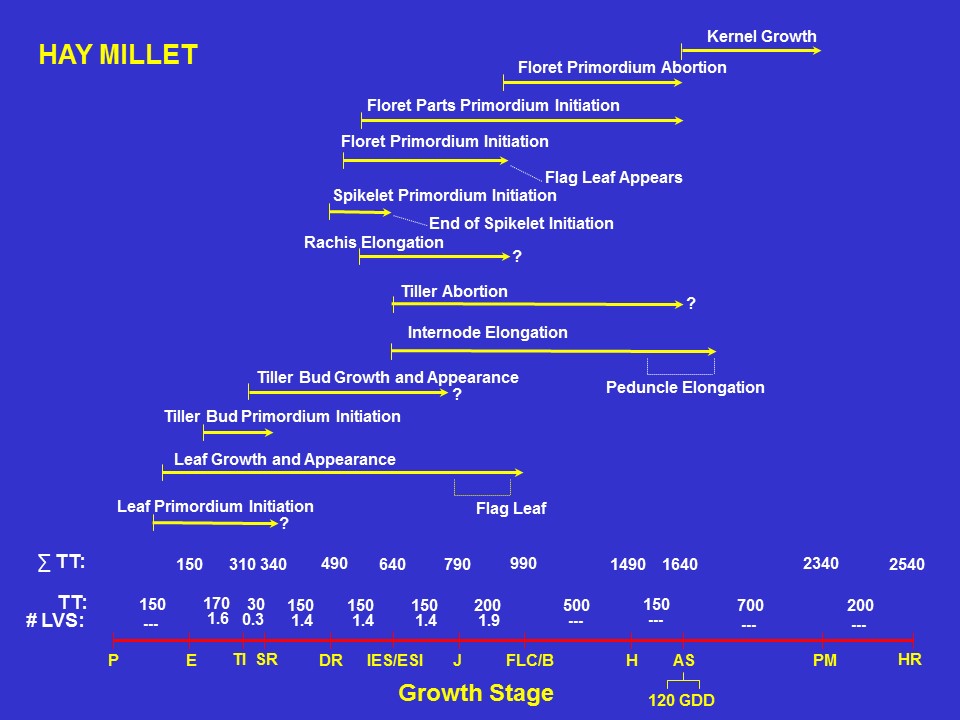 Kernel Growth
HAY MILLET
Floret Primordium Abortion
Floret Parts Primordium Initiation
Floret Primordium Initiation
Flag Leaf Appears
Spikelet Primordium Initiation
End of Spikelet Initiation
Rachis Elongation
?
Tiller Abortion
?
Internode Elongation
Peduncle Elongation
Tiller Bud Growth and Appearance
?
Tiller Bud Primordium Initiation
Leaf Growth and Appearance
Flag Leaf
Leaf Primordium Initiation
?
∑ TT: 150 310 340 490 640 790 990 1490 1640 2340 2540
TT: 150 170 30 150 150 150 200 500 150 700 200
# LVS: --- 1.6 0.3 1.4 1.4 1.4 1.9 --- --- --- ---
P E TI SR DR IES/ESI J FLC/B H AS PM HR
Growth Stage
120 GDD